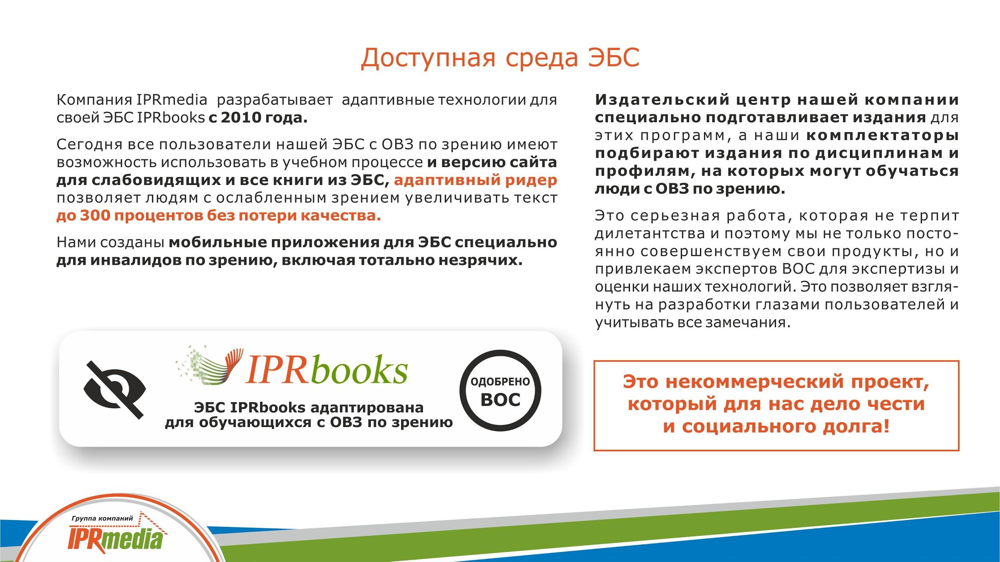 Доступная среда ЭБС
Компания IPRmedia разрабатывает адаптивные технологии для
своей ЭБС IPRbooks с 2010 года.
Сегодня все пользователи нашей ЭБС с ОВЗ по зрению имеют
возможность использовать в учебном процессе и версию сайта
для слабовидящих и все книги из ЭБС, адаптивный ридер
позволяет людям с ослабленным зрением увеличивать текст
до 300 процентов без потери качества.
Нами созданы мобильные приложения для ЭБС специально
для инвалидов по зрению, включая тотально незрячих.
Издательский центр нашей компании
специально подготавливает издания для
этих программ, а наши комплектаторы
подбирают издания по дисциплинам и
профилям, на которых могут обучаться
люди с ОВЗ по зрению.
Это серьезная работа, которая не терпит
дилетантства и поэтому мы не только посто-
янно совершенствуем свои продукты, но и
привлекаем экспертов ВОС для экспертизы и
оценки наших технологий. Это позволяет взгля-
нуть на разработки глазами пользователей и
учитывать все замечания.
IPRbooks
ЭБС IPRbooks адаптирована
для обучающихся с ОВЗ по зрению
ОДОБРЕНО
ВОС
Это некоммерческий проект,
который для нас дело чести
и социального долга!
Группа компаний
IPRmedia